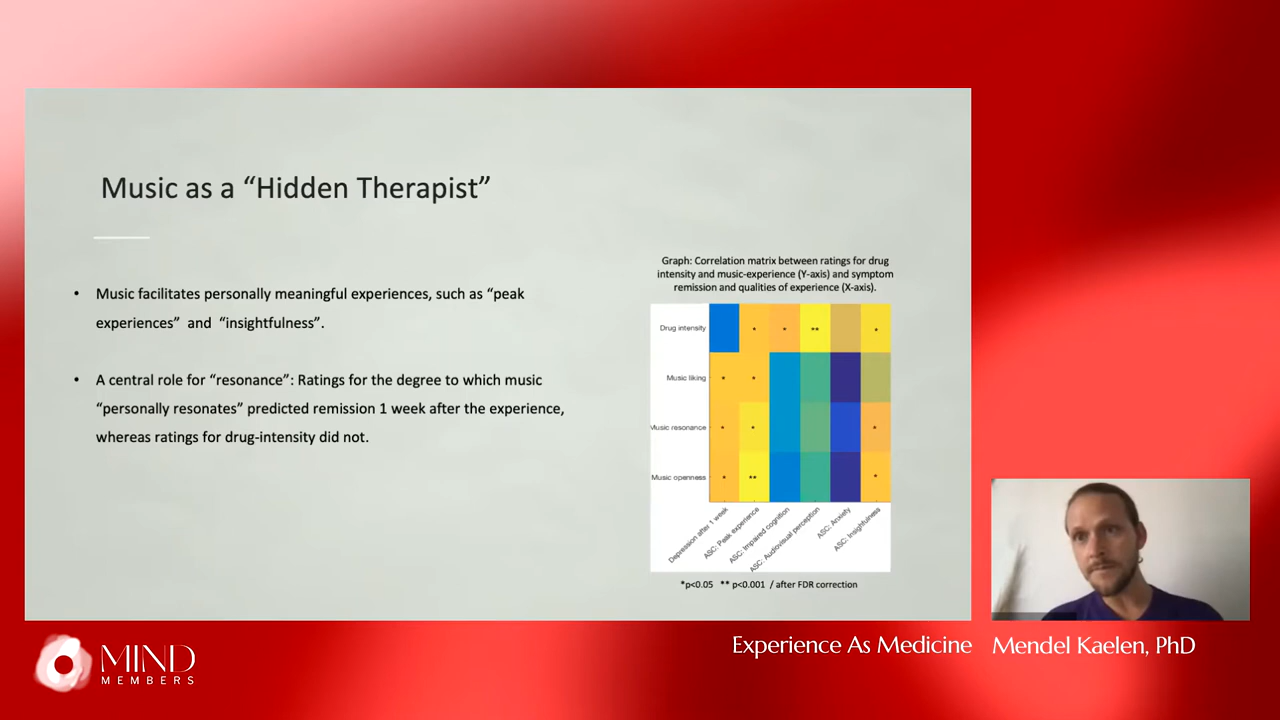 Music as a “Hidden Therapist”
• Music facilitates personally meaningful experiences, such as “peak
experiences” and “insightfulness”.
• A central role for “resonance”: Ratings for the degree to which music
“personally resonates” predicted remission 1 week after the experience,
whereas ratings for drug-intensity did not.
Graph: Correlation matrix between ratings for drug
intensity and music-experience (Y-axis) and symptom
remission and qualities of experience (X-axis).
Drug intensity
* * ** *
Music liking
* *
Music resonance
* * *
Music openness
* ** *
Depression after 1 week
ASC: Peak experience
ASC: Impaired cognition
ASC: Audiovisual perception
ASC: Anxiety
ASC: Insightfulness
*p<0.05 ** p<0.001 / after FDR correction
Experience As Medicine
Mendel Kaelen, PhD
MIND
MEMBERS